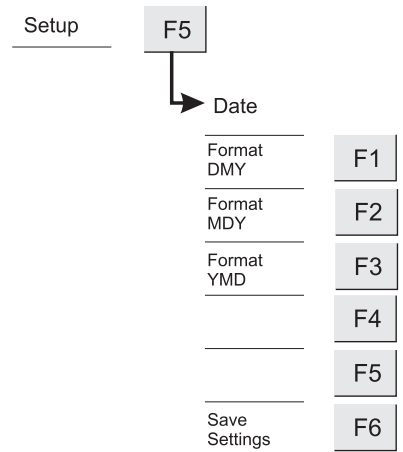 Setup F5
Date
Format
DMY F1
Format
MDY F2
Format
YMD F3
F4
F5
Save
Settings F6